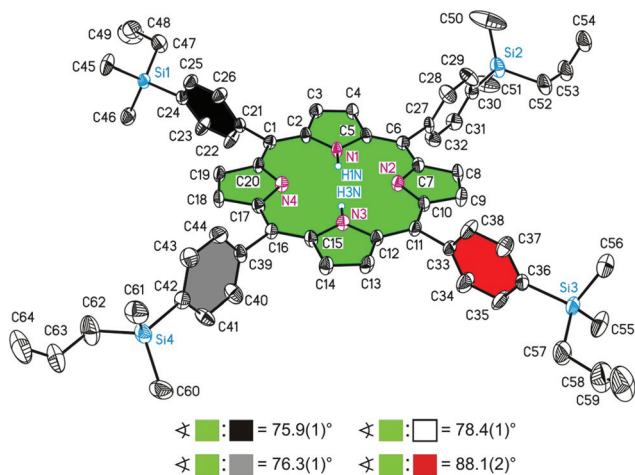 C48 C50 C54
C49 C47 C29 Si2
C45 C25 C28 C51 C53
Si1 C26 C3 C4 C30 C52
C24 C21 C27 C31
C46 C23 C1 C2 C5 C6 C32
C22 N1 N2
C19 C20 H1N C7 C8
C18 N4 H3N C9
C17 N3 C10
C44 C16 C15 C12 C11 C38
C43 C39 C37 C56
C14 C13 C33
C42 C40 C34 C36 Si3
C62 C61 C41 C35
C64 C63 C55
Si4 C57
C60 C58
C59
∢ : = 75.9(1)° ∢ : = 78.4(1)°
∢ : = 76.3(1)° ∢ : = 88.1(2)°